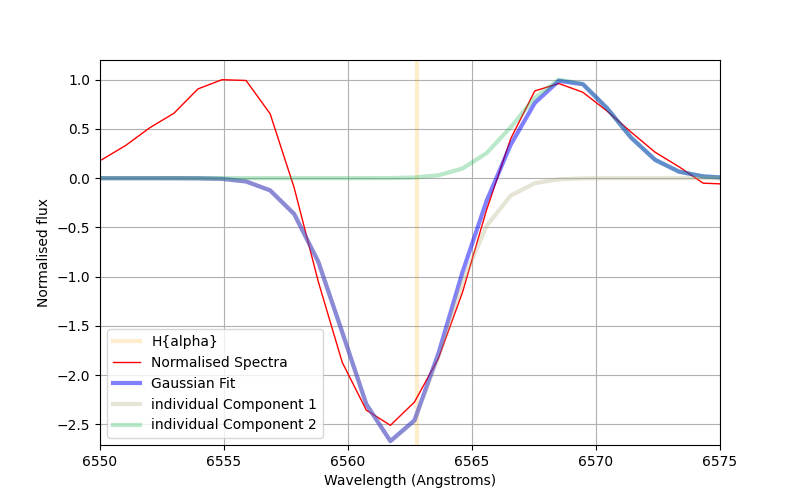 1.0
0.5
0.0
−0.5
−1.0
−1.5
−2.0
−2.5
Normalised flux
H{alpha}
Normalised Spectra
Gaussian Fit
individual Component 1
individual Component 2
6550 6555 6560 6565 6570 6575
Wavelength (Angstroms)